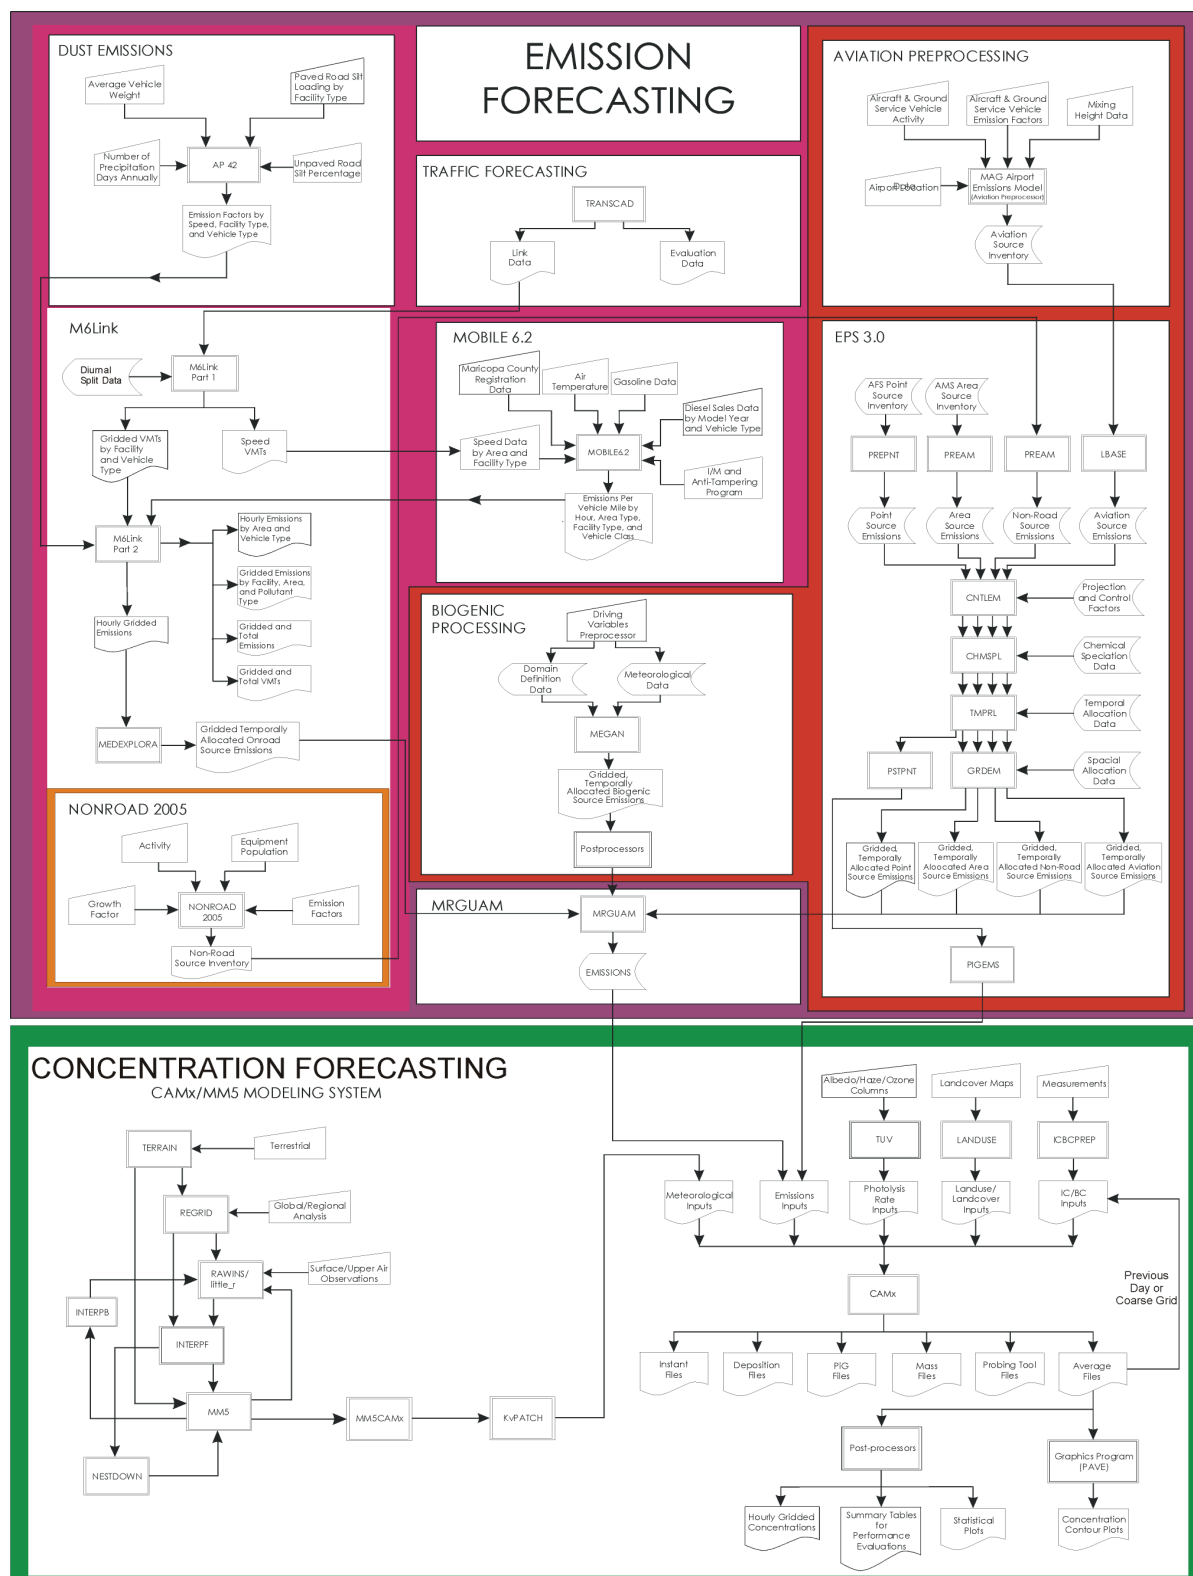 EMISSION
FORECASTING
DUST EMISSIONS
Average Vehicle
Weight
Paved Road Silt
Loading by
Facility Type
Number of
Precipitation
Days Annually
AP 42
Unpaved Road
Silt Percentage
Emission Factors by
Speed, Facility Type,
and Vehicle Type
TRAFFIC FORECASTING
TRANSCAD
Link
Data
Evaluation
Data
AVIATION PREPROCESSING
Aircraft & Ground
Service Vehicle
Activity
Aircraft & Ground
Service Vehicle
Emission Factors
Mixing
Height Data
Airport Location
Data
MAG Airport
Emissions Model
(Aviation Preprocessor)
Aviation
Source
Inventory
M6Link
Diurnal
Split Data
M6Link
Part 1
Gridded VMTs
by Facility
and Vehicle
Type
Speed
VMTs
M6Link
Part 2
Hourly Emissions
by Area and
Vehicle Type
Gridded Emissions
by Facility, Area,
and Pollutant
Type
Gridded and
Total
Emissions
Gridded and
Total VMTs
Hourly Gridded
Emissions
MEDEXPLORA
Gridded Temporally
Allocated Onroad
Source Emissions
MOBILE 6.2
Maricopa County
Registration
Data
Air
Temperature
Gasoline Data
Diesel Sales Data
by Model Year
and Vehicle Type
Speed Data
by Area and
Facility Type
MOBILE6.2
I/M and
Anti-Tampering
Program
Emissions Per
Vehicle Mile by
Hour, Area Type,
Facility Type, and
Vehicle Class
EPS 3.0
AFS Point
Source
Inventory
AMS Area
Source
Inventory
PREPNT
PREAM
PREAM
LBASE
Point
Source
Emissions
Area
Source
Emissions
Non-Road
Source
Emissions
Aviation
Source
Emissions
CNTLEM
Projection
and Control
Factors
CHMSPL
Chemical
Speciation
Data
TMPRL
Temporal
Allocation
Data
PSTPNT
GRDEM
Spacial
Allocation
Data
Gridded,
Temporally
Allocated Point
Source Emissions
Gridded,
Temporally
Aloocated Area
Source Emissions
Gridded,
Temporally
Allocated Non-Road
Source Emissions
Gridded,
Temporally
Allocated Aviation
Source Emissions
PIGEMS
BIOGENIC
PROCESSING
Driving
Variables
Preprocessor
Domain
Definition
Data
Meteorological
Data
MEGAN
Gridded,
Temporally
Allocated Biogenic
Source Emissions
Postprocessors
NONROAD 2005
Activity
Equipment
Population
Growth
Factor
NONROAD
2005
Emission
Factors
Non-Road
Source Inventory
MRGUAM
MRGUAM
EMISSIONS
CONCENTRATION FORECASTING
CAMx/MM5 MODELING SYSTEM
TERRAIN
Terrestrial
REGRID
Global/Regional
Analysis
RAWINS/
little_r
Surface/Upper Air
Observations
INTERPB
INTERPF
MM5
NESTDOWN
MM5CAMx
KvPATCH
Albedo/Haze/Ozone
Columns
Landcover Maps
Measurements
TUV
LANDUSE
ICBCPREP
Meteorological
Inputs
Emissions
Inputs
Photolysis
Rate
Inputs
Landuse/
Landcover
Inputs
IC/BC
Inputs
CAMx
Previous
Day or
Coarse Grid
Instant
Files
Deposition
Files
PiG
Files
Mass
Files
Probing Tool
Files
Average
Files
Post-processors
Graphics Program
(PAVE)
Hourly Gridded
Concentrations
Summary Tables
for
Performance
Evaluations
Statistical
Plots
Concentration
Contour Plots